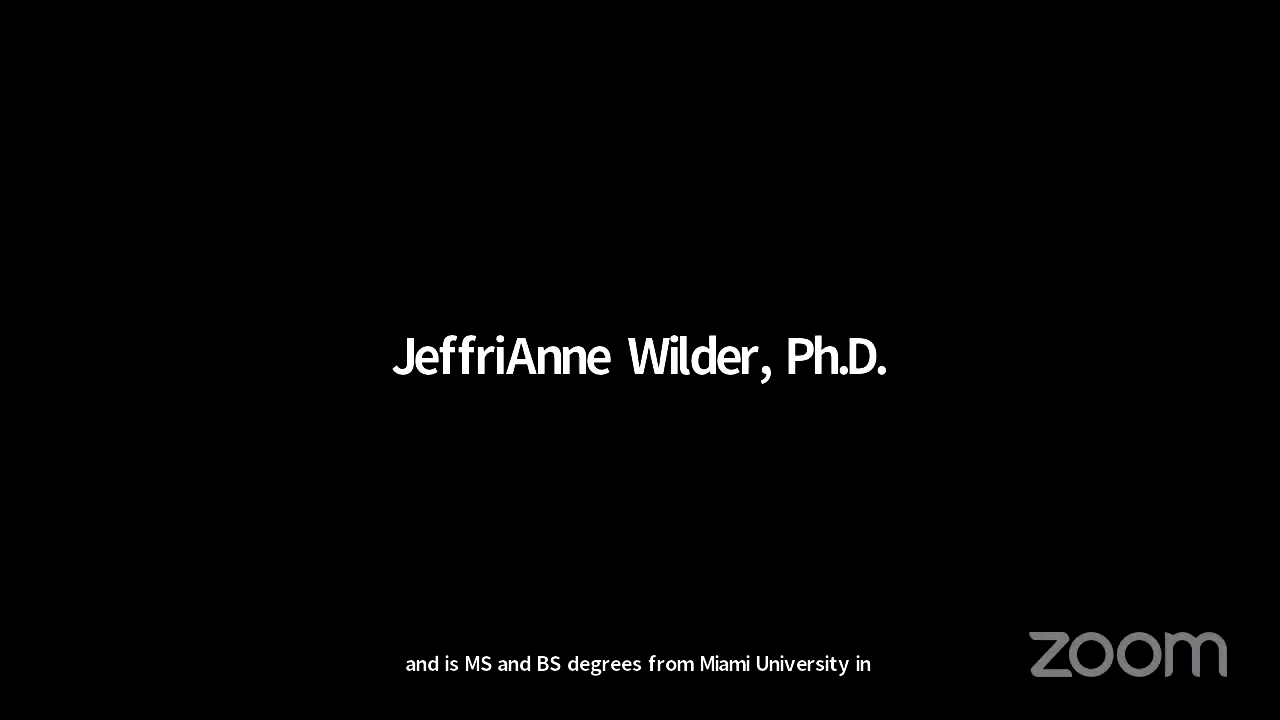 JeffriAnne Wilder, Ph.D.
and is MS and BS degrees from Miami University in
zoom